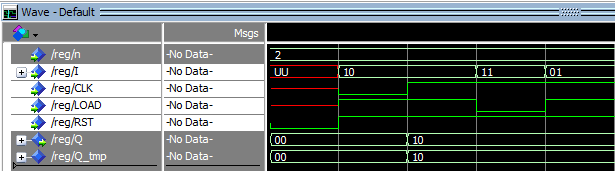 Wave - Default
Msgs
/reg/n -No Data- 2
/reg/I -No Data- UU 10 11 01
/reg/CLK -No Data-
/reg/LOAD -No Data-
/reg/RST -No Data-
/reg/Q -No Data- 00 10
/reg/Q_tmp -No Data- 00 10